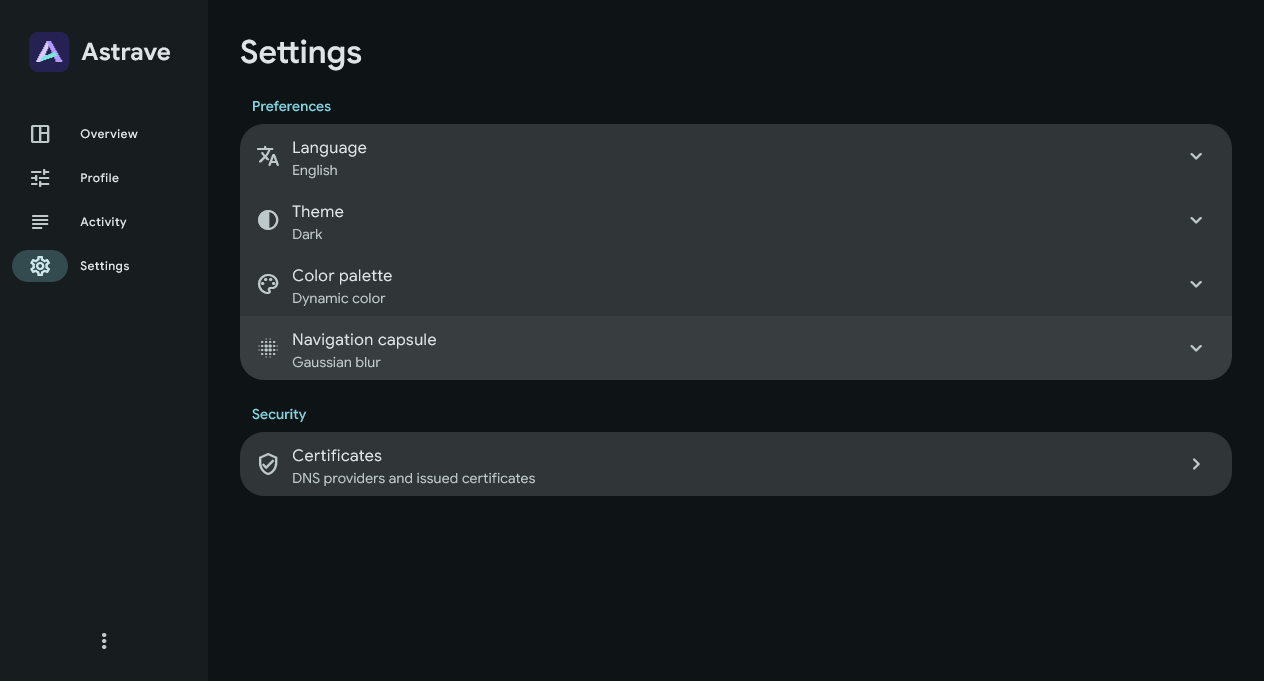 Astrave
Overview
Profile
Activity
Settings
Settings
Preferences
Language
English
Theme
Dark
Color palette
Dynamic color
Navigation capsule
Gaussian blur
Security
Certificates
DNS providers and issued certificates